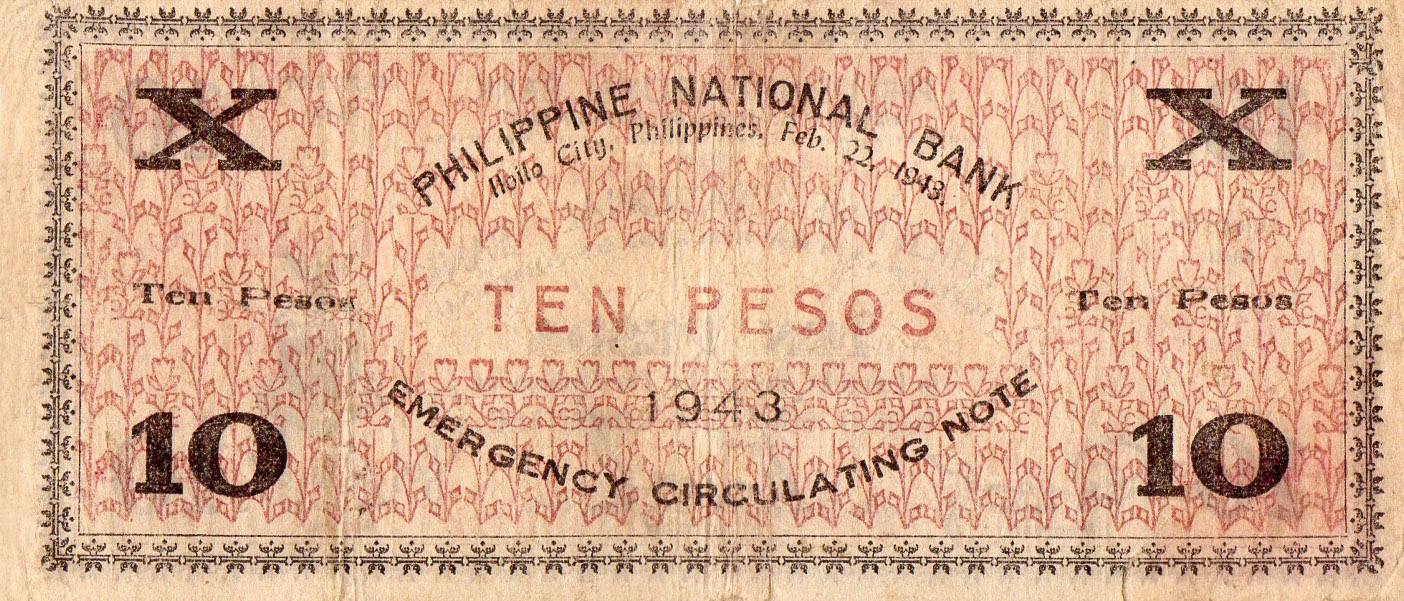 X
X
PHILIPPINE NATIONAL BANK
Iloilo City, Philippines, Feb. 22, 1943.
Ten Pesos
TEN PESOS
Ten Pesos
1943
EMERGENCY CIRCULATING NOTE
10
10